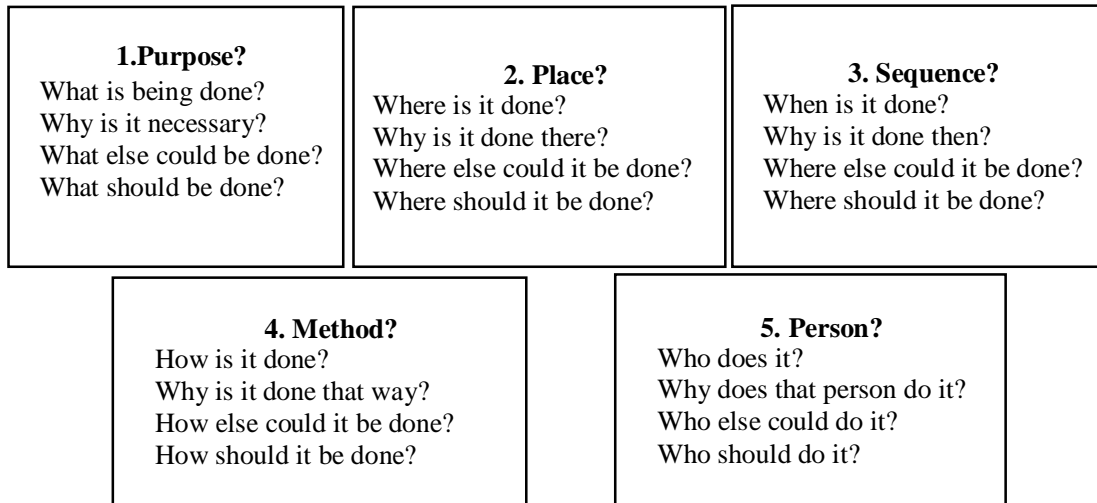 1.Purpose?
What is being done?
Why is it necessary?
What else could be done?
What should be done?
2. Place?
Where is it done?
Why is it done there?
Where else could it be done?
Where should it be done?
3. Sequence?
When is it done?
Why is it done then?
Where else could it be done?
Where should it be done?
4. Method?
How is it done?
Why is it done that way?
How else could it be done?
How should it be done?
5. Person?
Who does it?
Why does that person do it?
Who else could do it?
Who should do it?